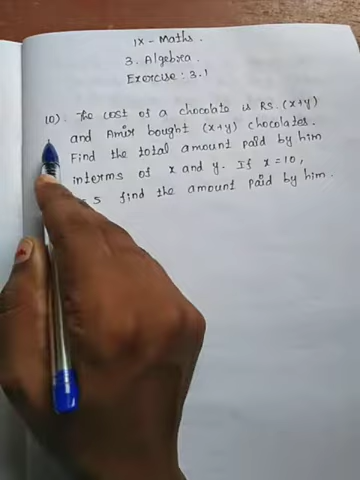 IX - Maths.
3. Algebra.
Exercise : 3.1
10). The cost of a chocolate is Rs. (x+y)
and Amir bought (x+y) chocolates.
Find the total amount paid by him
interms of x and y. If x = 10,
5 find the amount paid by him.